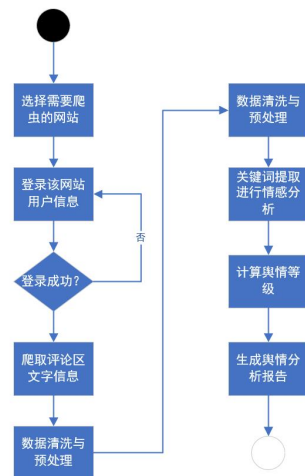 选择需要爬
虫的网站
登录该网站
用户信息
否
登录成功?
爬取评论区
文字信息
数据清洗与
预处理
数据清洗与
预处理
关键词提取
进行情感分
析
计算舆情等
级
生成舆情分
析报告